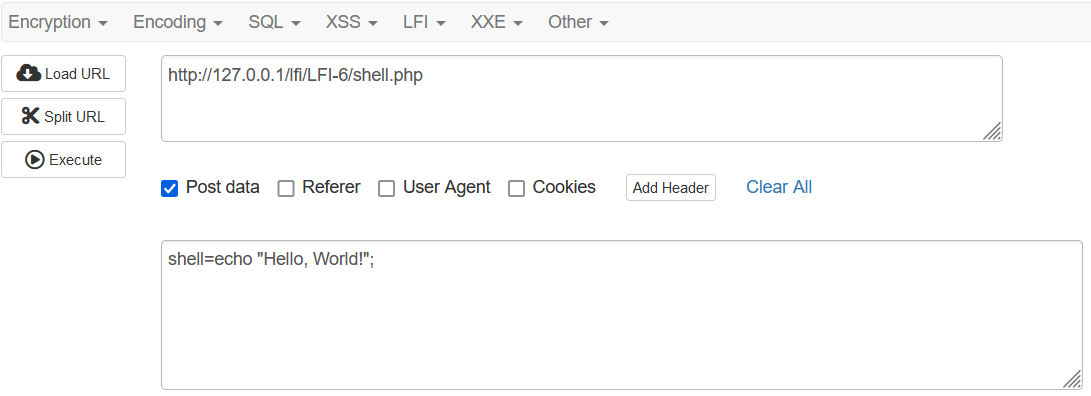 Encryption Encoding SQL XSS LFI XXE Other
Load URL
http://127.0.0.1/lfi/LFI-6/shell.php
Split URL
Execute
Post data Referer User Agent Cookies Add Header Clear All
shell=echo "Hello, World!";